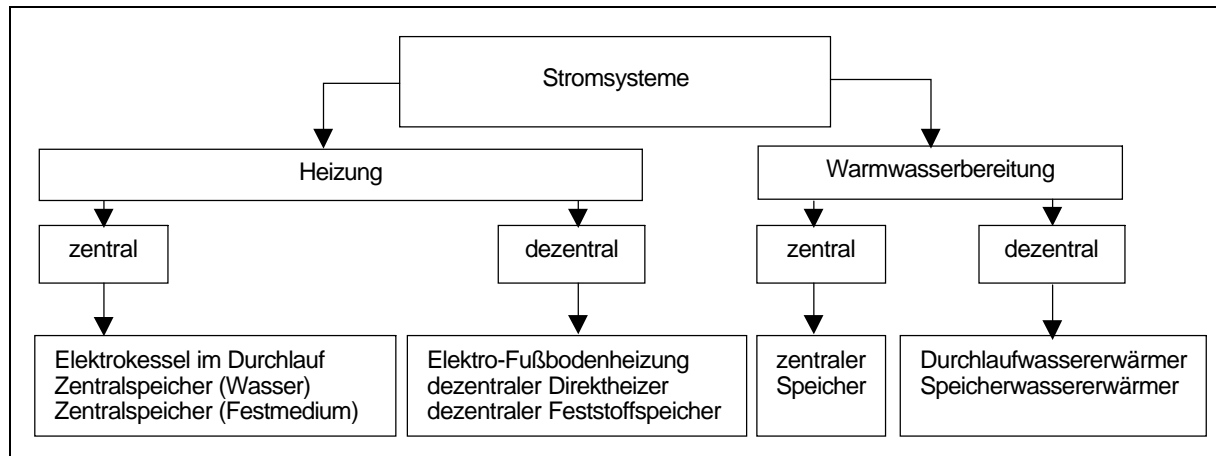 Stromsysteme
Heizung
Warmwasserbereitung
zentral
dezentral
zentral
dezentral
Elektrokessel im Durchlauf
Zentralspeicher (Wasser)
Zentralspeicher (Festmedium)
Elektro-Fußbodenheizung
dezentraler Direktheizer
dezentraler Feststoffspeicher
zentraler
Speicher
Durchlaufwassererwärmer
Speicherwassererwärmer